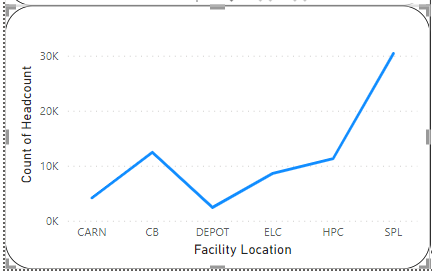 30K
20K
10K
0K
Count of Headcount
CARN CB DEPOT ELC HPC SPL
Facility Location